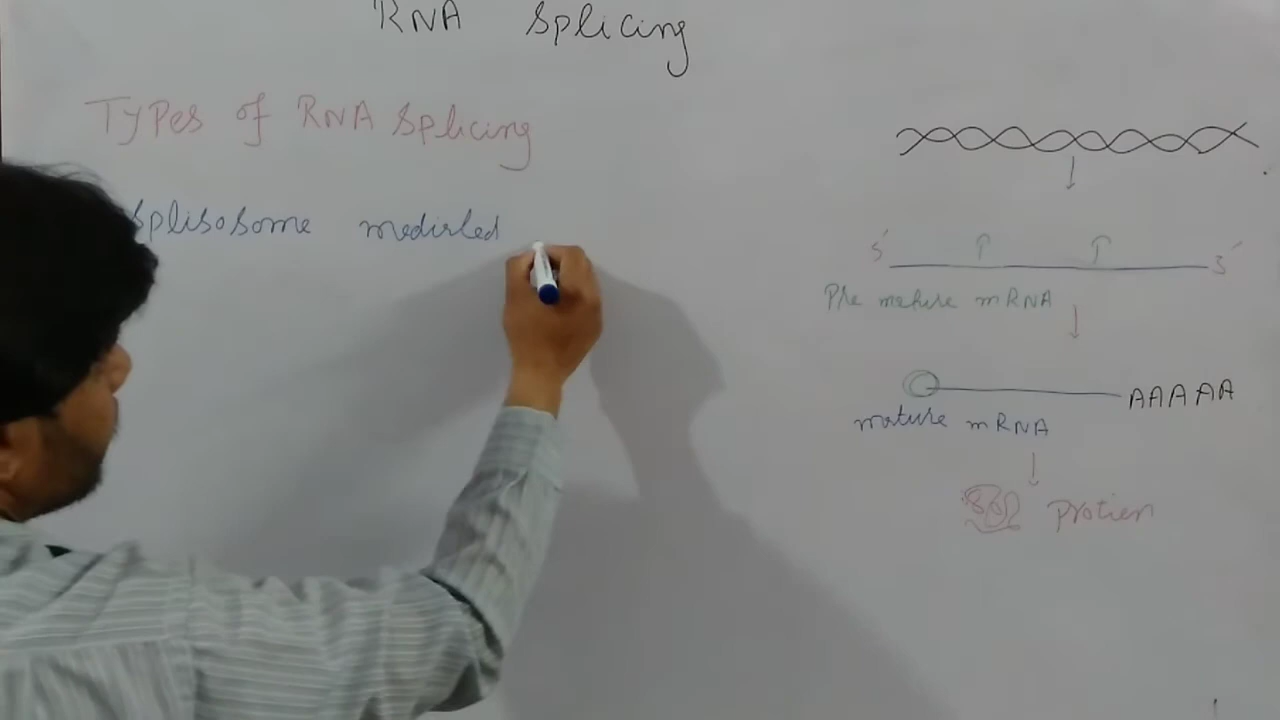 RNA Splicing
Types of RNA Splicing
Splisosome mediated
5′ 3′
Pre mature mRNA
AAAAA
mature mRNA
Protien